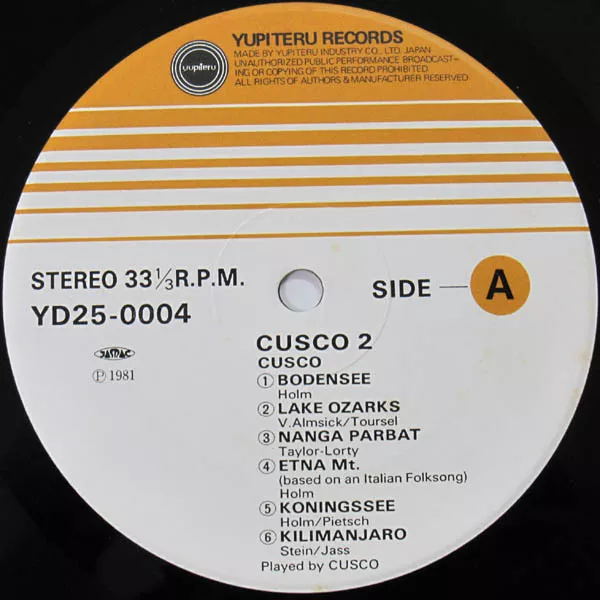 YUPITERU RECORDS
MADE BY YUPITERU INDUSTRY CO., LTD. JAPAN
UNAUTHORIZED PUBLIC PERFORMANCE BROADCAST-
ING OR COPYING OF THIS RECORD PROHIBITED.
ALL RIGHTS OF AUTHORS & MANUFACTURER RESERVED.
yupiteru
STEREO 33 1/3 R.P.M.
YD25-0004
SIDE — A
JASRAC
Ⓟ 1981
CUSCO 2
CUSCO
① BODENSEE
Holm
② LAKE OZARKS
V.Almsick/Toursel
③ NANGA PARBAT
Taylor-Lorty
④ ETNA Mt.
(based on an Italian Folksong)
Holm
⑤ KONINGSSEE
Holm/Pietsch
⑥ KILIMANJARO
Stein/Jass
Played by CUSCO